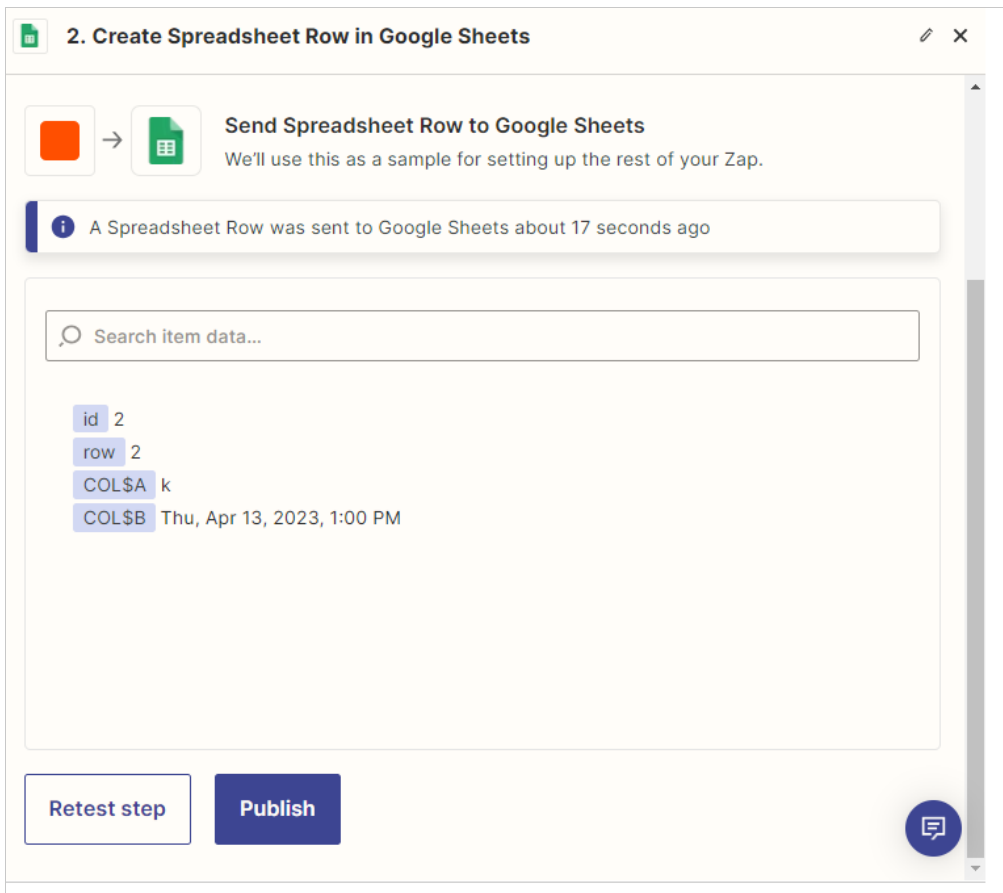 2. Create Spreadsheet Row in Google Sheets
Send Spreadsheet Row to Google Sheets
We'll use this as a sample for setting up the rest of your Zap.
A Spreadsheet Row was sent to Google Sheets about 17 seconds ago
Search item data...
id 2
row 2
COL$A k
COL$B Thu, Apr 13, 2023, 1:00 PM
Retest step
Publish